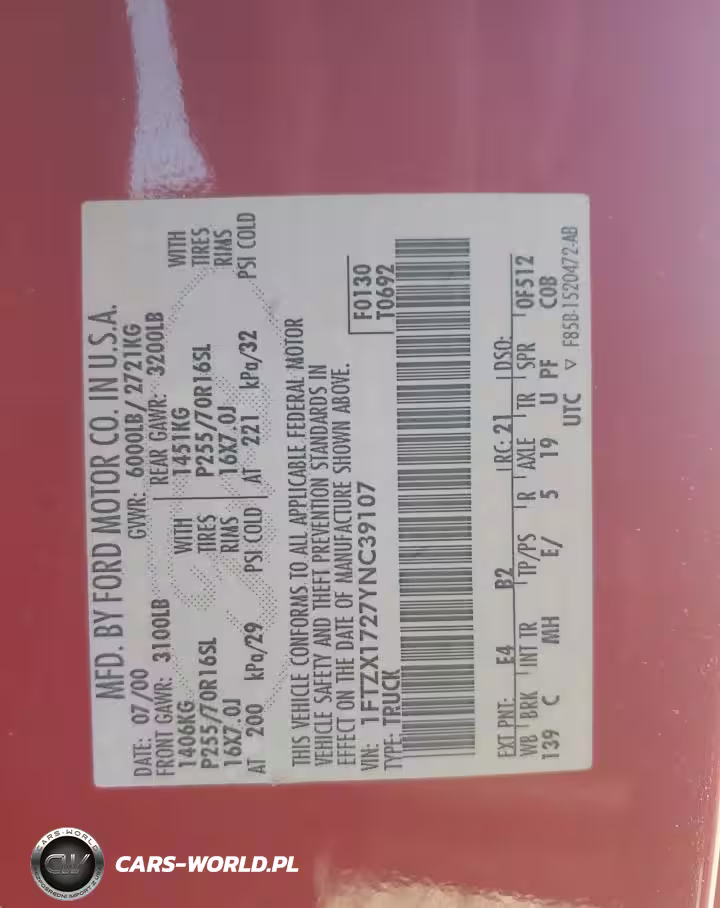 MFD. BY FORD MOTOR CO. IN U.S.A.
DATE: 07/00 GVWR: 6000LB/2721KG
FRONT GAWR: 3100LB REAR GAWR: 3200LB
1406KG WITH 1451KG WITH
P255/70R16SL TIRES P255/70R16SL TIRES
16X7.0J RIMS 16X7.0J RIMS
AT 200 kPa/29 PSI COLD AT 221 kPa/32 PSI COLD
THIS VEHICLE CONFORMS TO ALL APPLICABLE FEDERAL MOTOR
VEHICLE SAFETY AND THEFT PREVENTION STANDARDS IN
EFFECT ON THE DATE OF MANUFACTURE SHOWN ABOVE.
VIN: 1FTZX1727YNC39107 F0130
TYPE: TRUCK T0692
EXT PNT: E4 B2 RC: 21 DSO:
WB BRK INT TR TP/PS R AXLE TR SPR 0F512
139 C MH E/ 5 19 U PF C0B
UTC ▽ F85B-1520472-AB
CARS-WORLD
CW
CARS-WORLD.PL